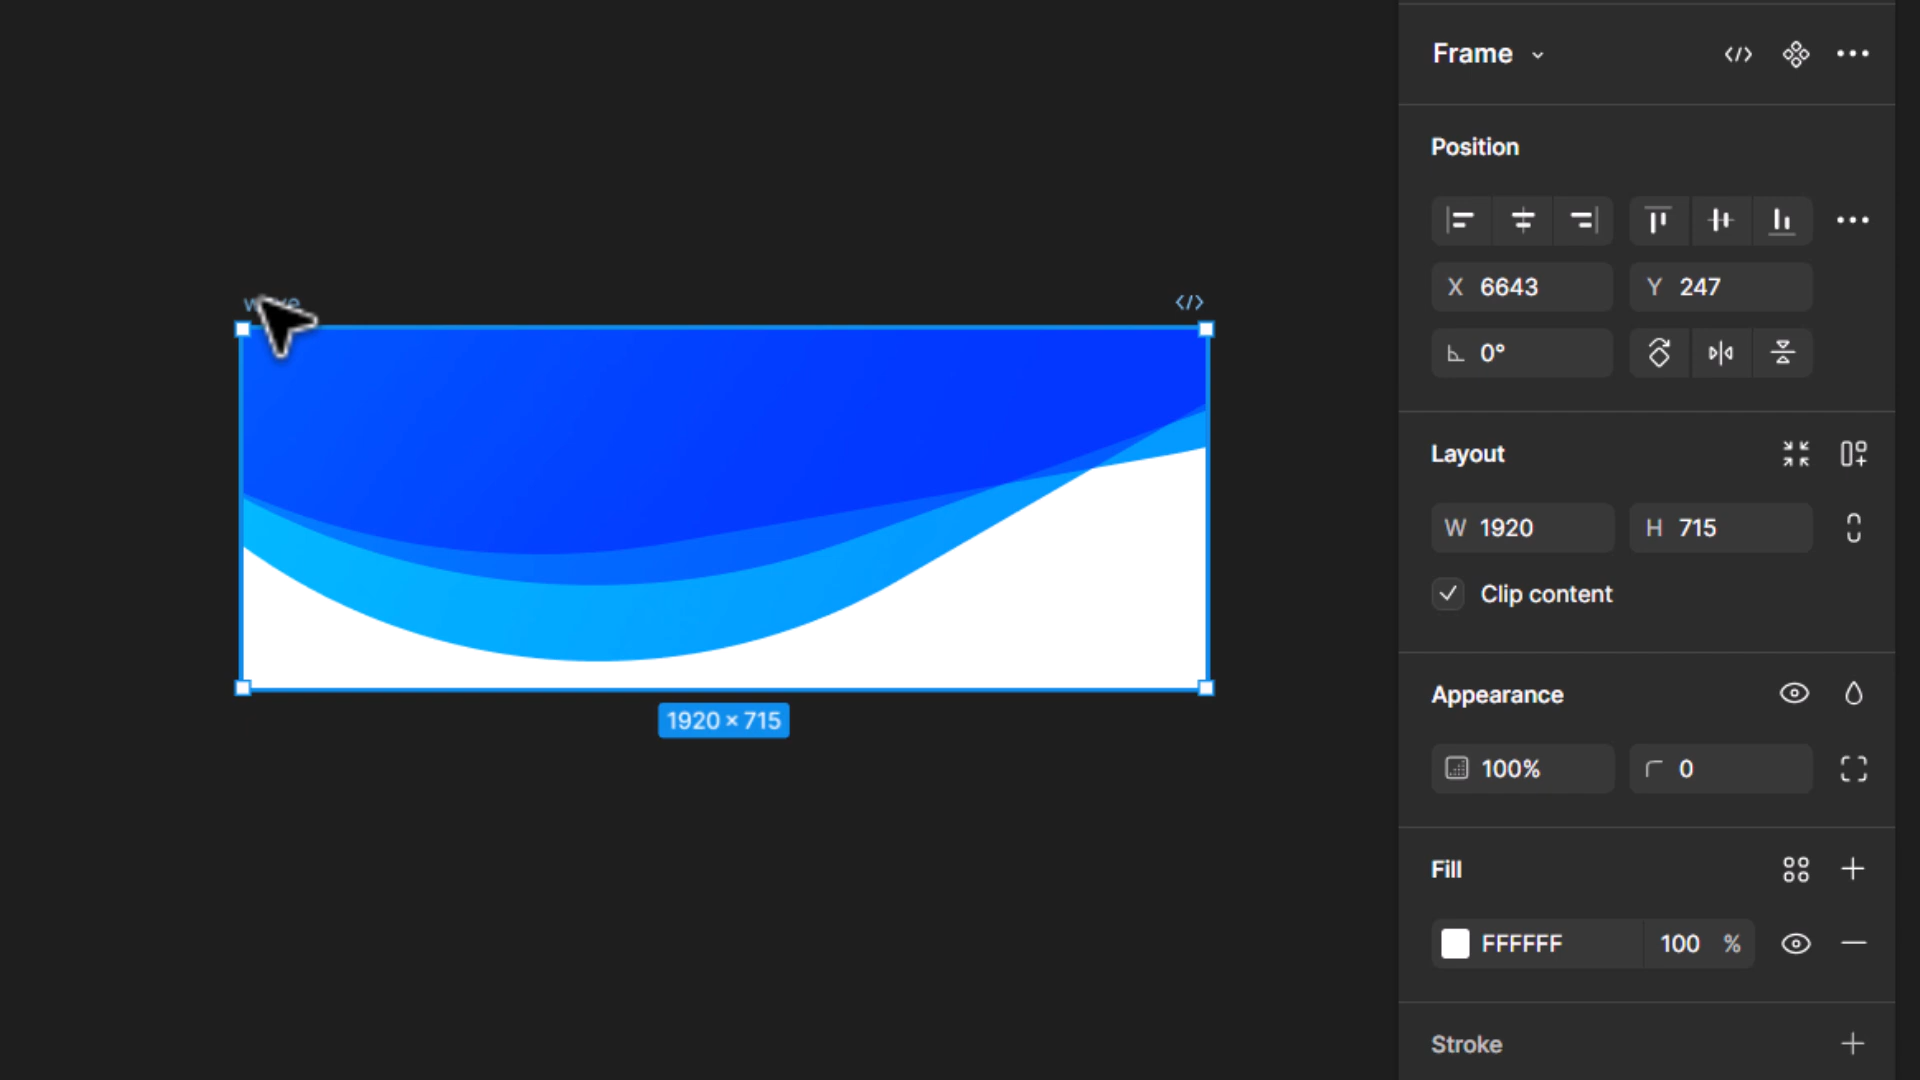 Frame
Position
X 6643
Y 247
0°
Layout
W 1920
H 715
Clip content
Appearance
100%
0
Fill
FFFFFF
100 %
Stroke
1920 × 715